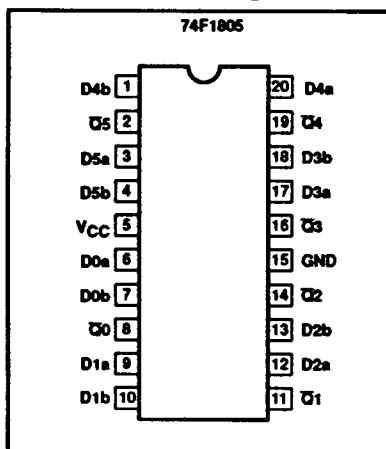 74F1805
D4b 1 20 D4a
Q̅5 2 19 Q̅4
D5a 3 18 D3b
D5b 4 17 D3a
VCC 5 16 Q̅3
D0a 6 15 GND
D0b 7 14 Q̅2
Q̅0 8 13 D2b
D1a 9 12 D2a
D1b 10 11 Q̅1